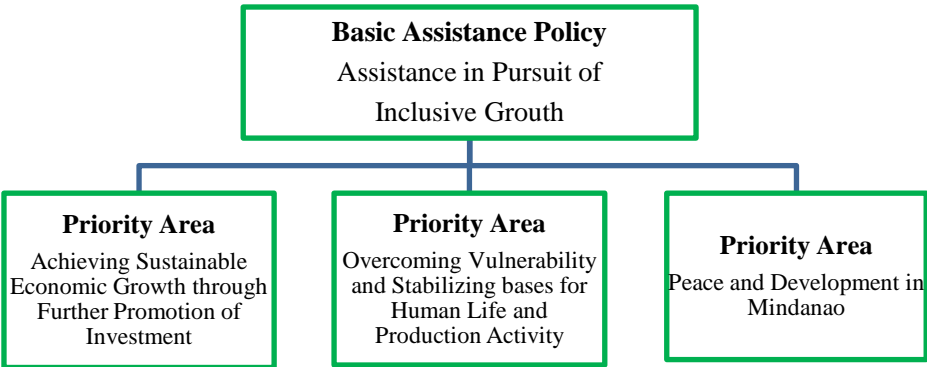 Basic Assistance Policy
Assistance in Pursuit of
Inclusive Grouth
Priority Area
Achieving Sustainable
Economic Growth through
Further Promotion of
Investment
Priority Area
Overcoming Vulnerability
and Stabilizing bases for
Human Life and
Production Activity
Priority Area
Peace and Development in
Mindanao